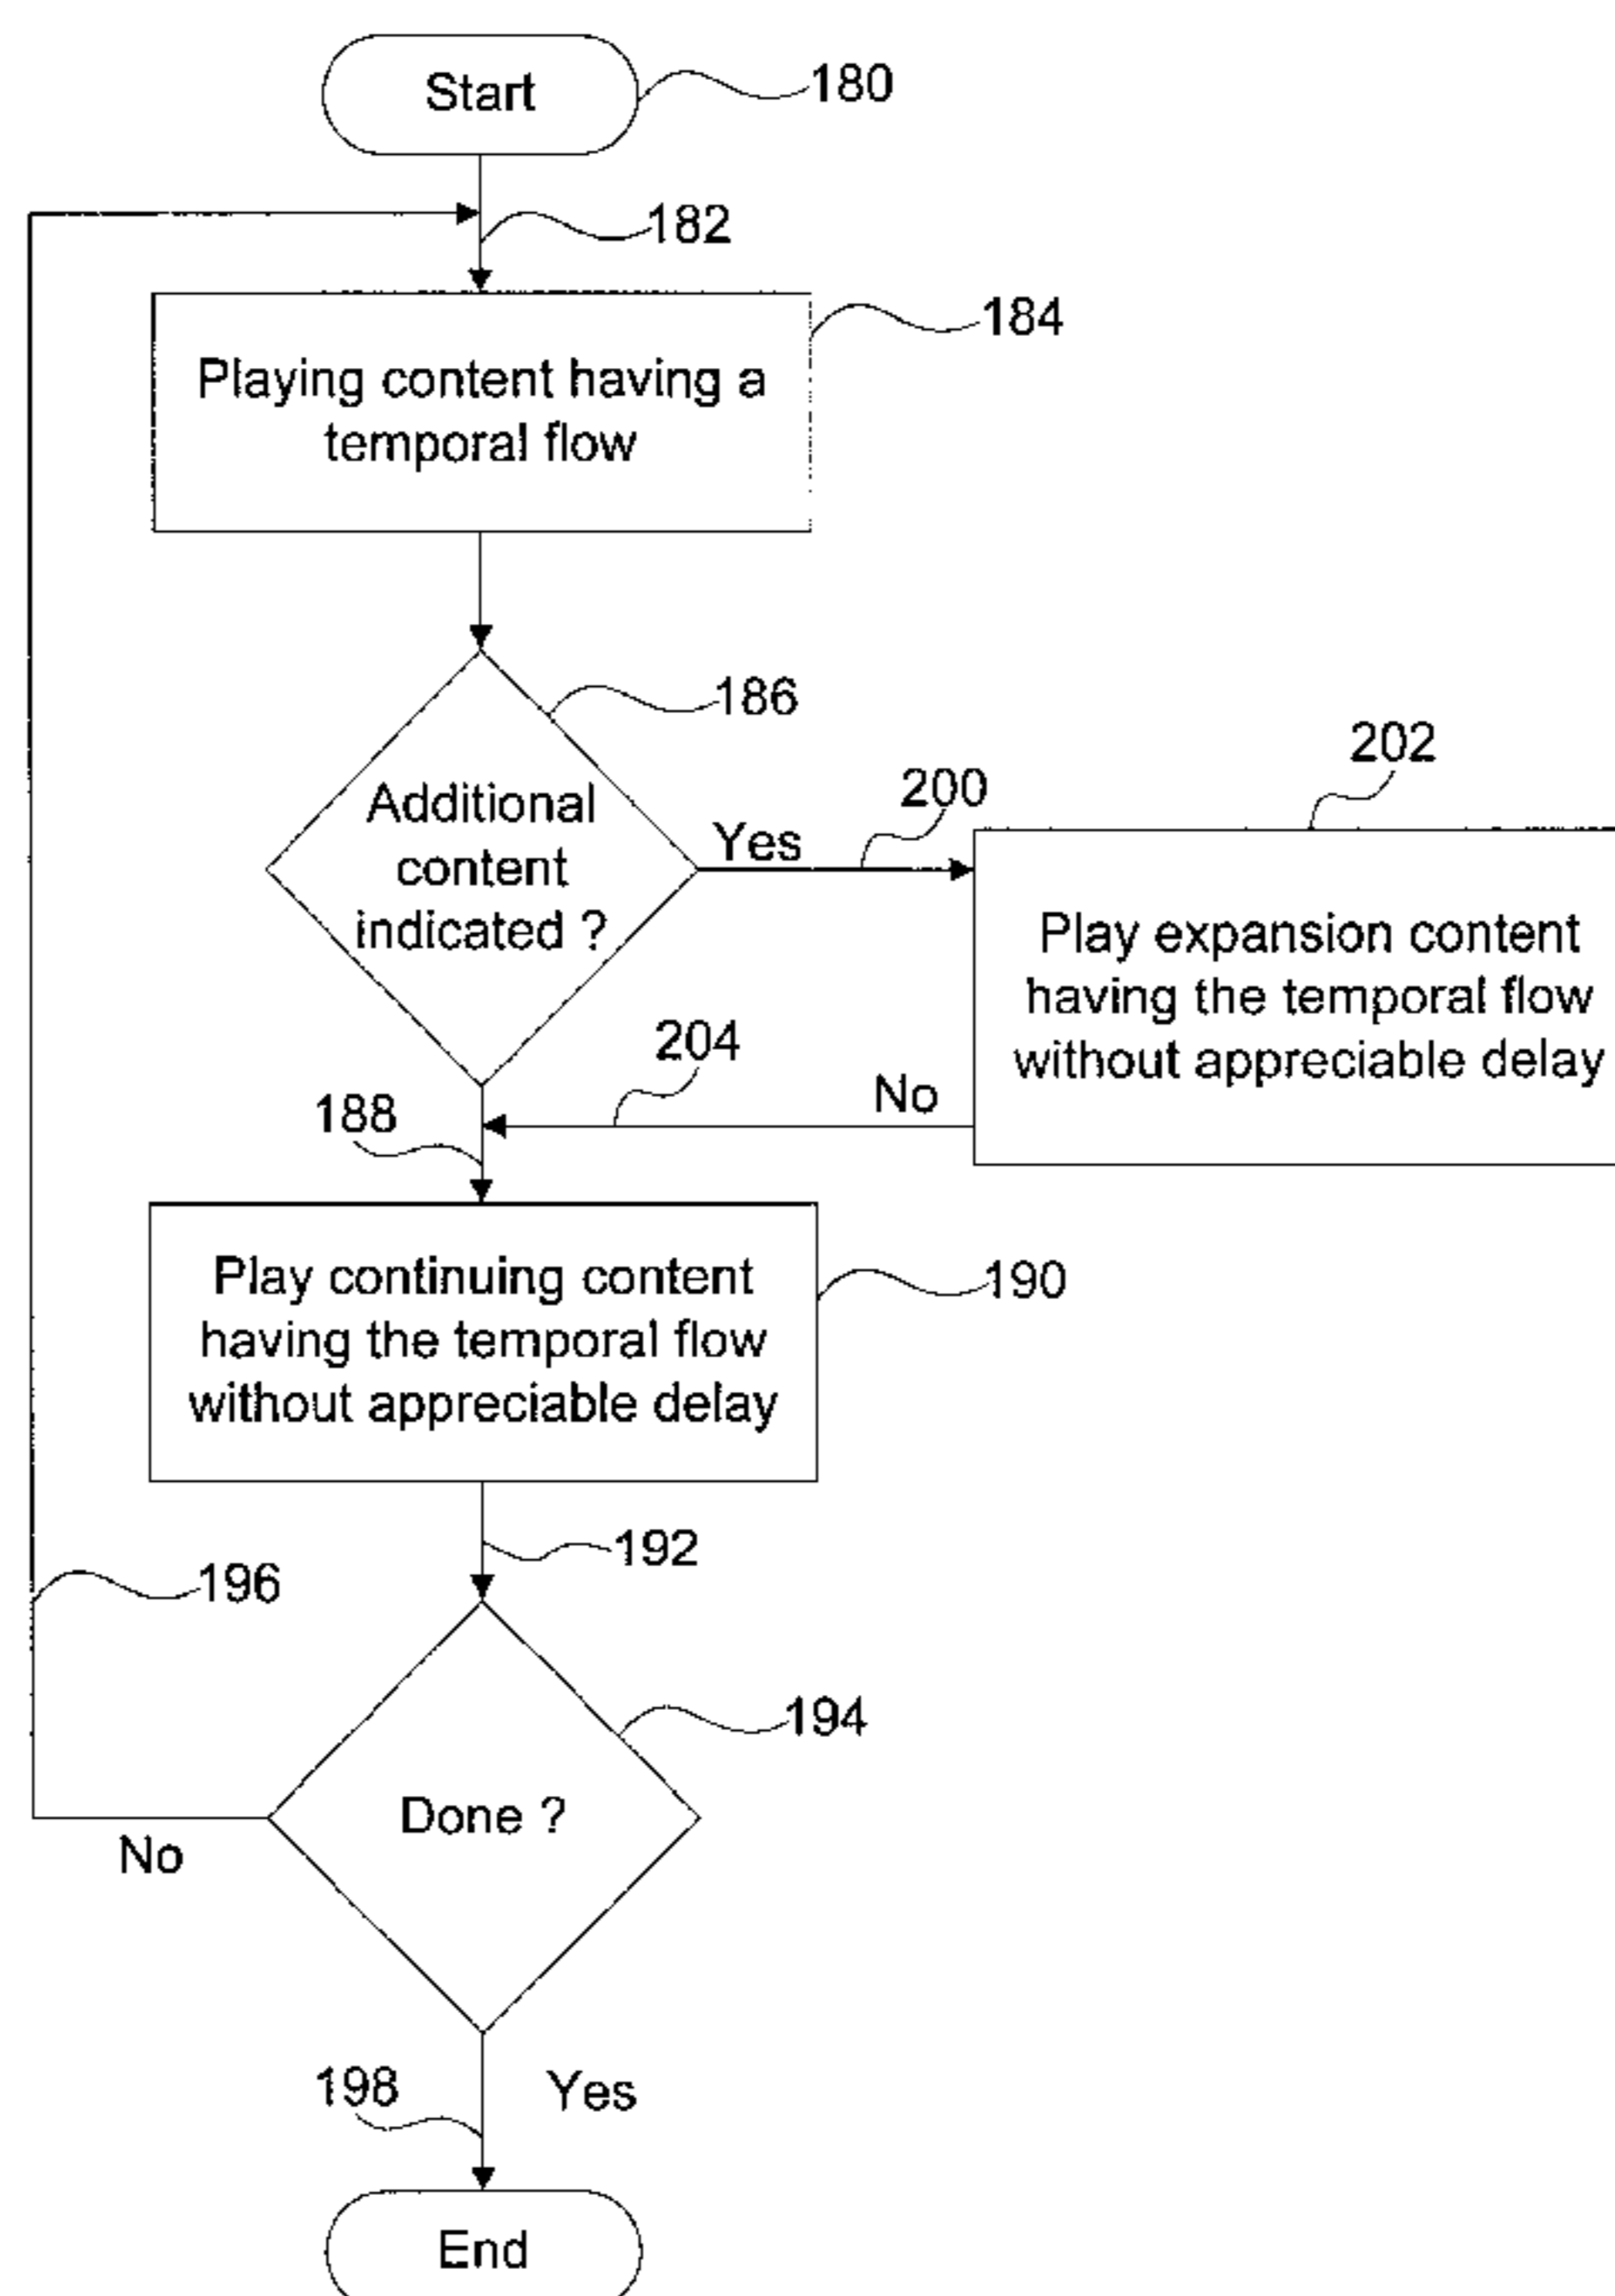 Start
180
182
184
Playing content having a
temporal flow
186
Additional
content
indicated ?
Yes
200
202
Play expansion content
having the temporal flow
without appreciable delay
204
No
188
Play continuing content
having the temporal flow
without appreciable delay
190
192
196
194
Done ?
No
198
Yes
End